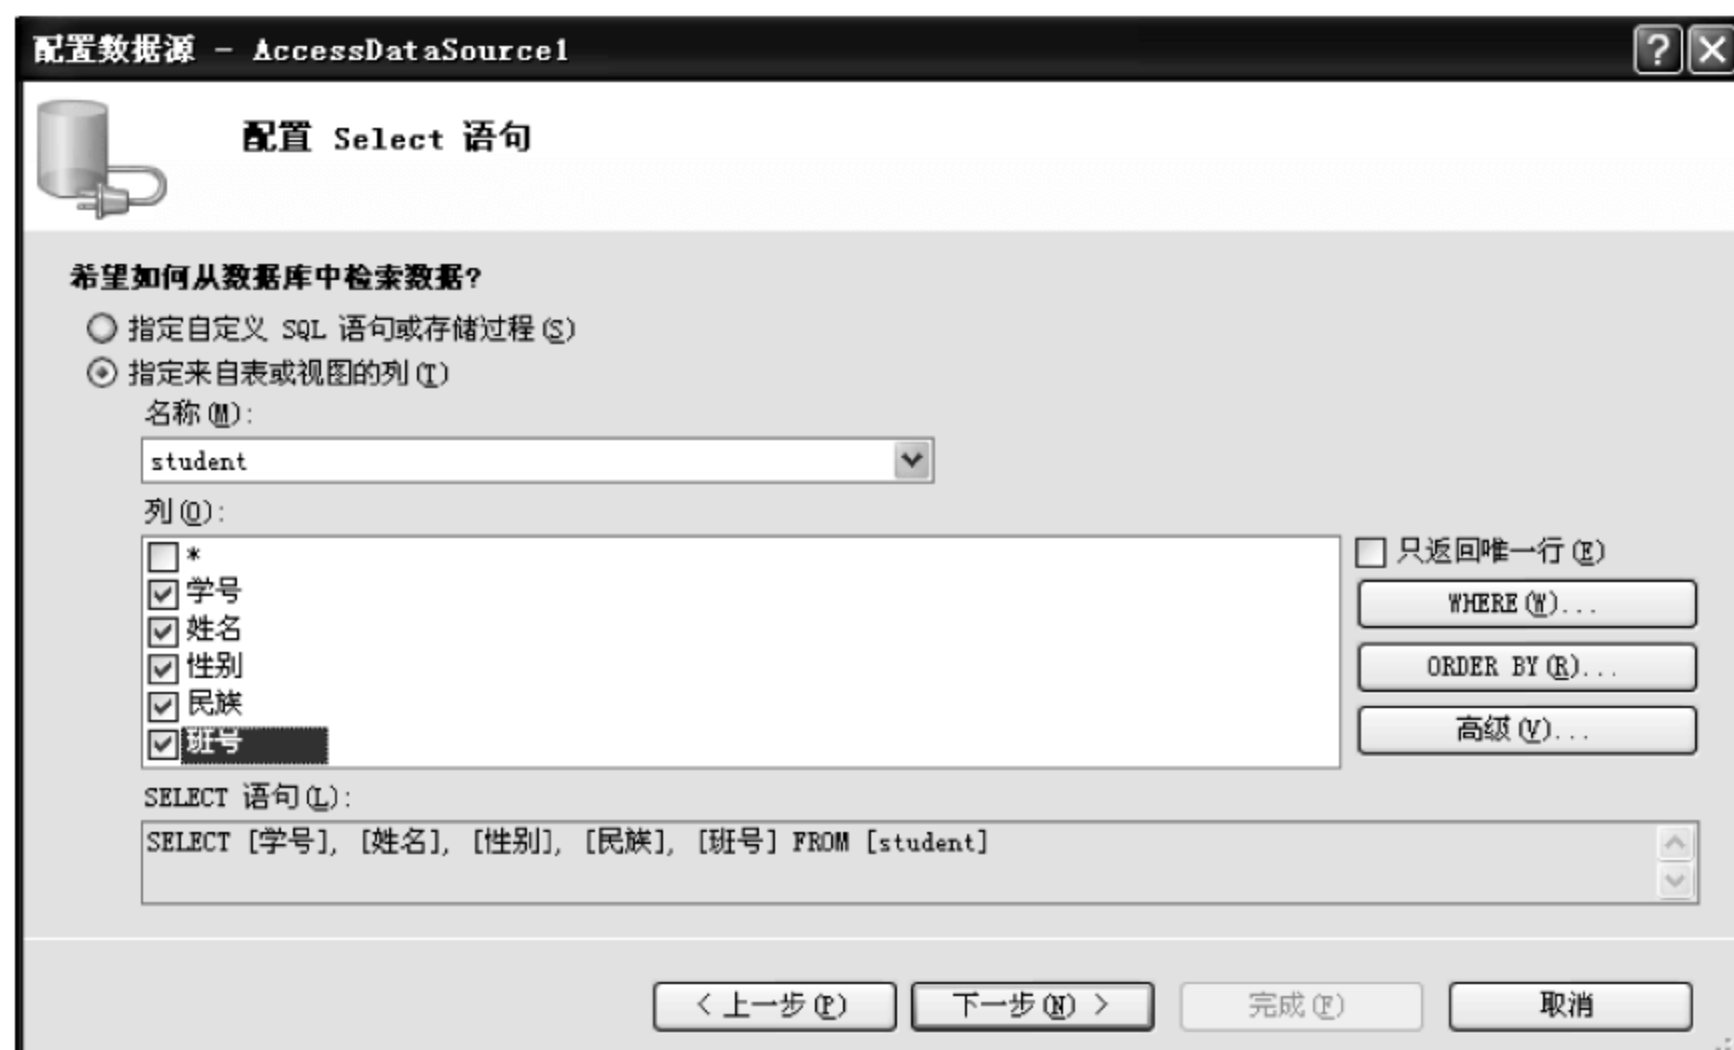 配置数据源 - AccessDataSource1
配置 Select 语句
希望如何从数据库中检索数据?
指定自定义 SQL 语句或存储过程(S)
指定来自表或视图的列(T)
名称(M):
student
列(O):
*
学号
姓名
性别
民族
班号
只返回唯一行(E)
WHERE(W)...
ORDER BY(R)...
高级(V)...
SELECT 语句(L):
SELECT [学号], [姓名], [性别], [民族], [班号] FROM [student]
< 上一步(P)
下一步(N) >
完成(F)
取消